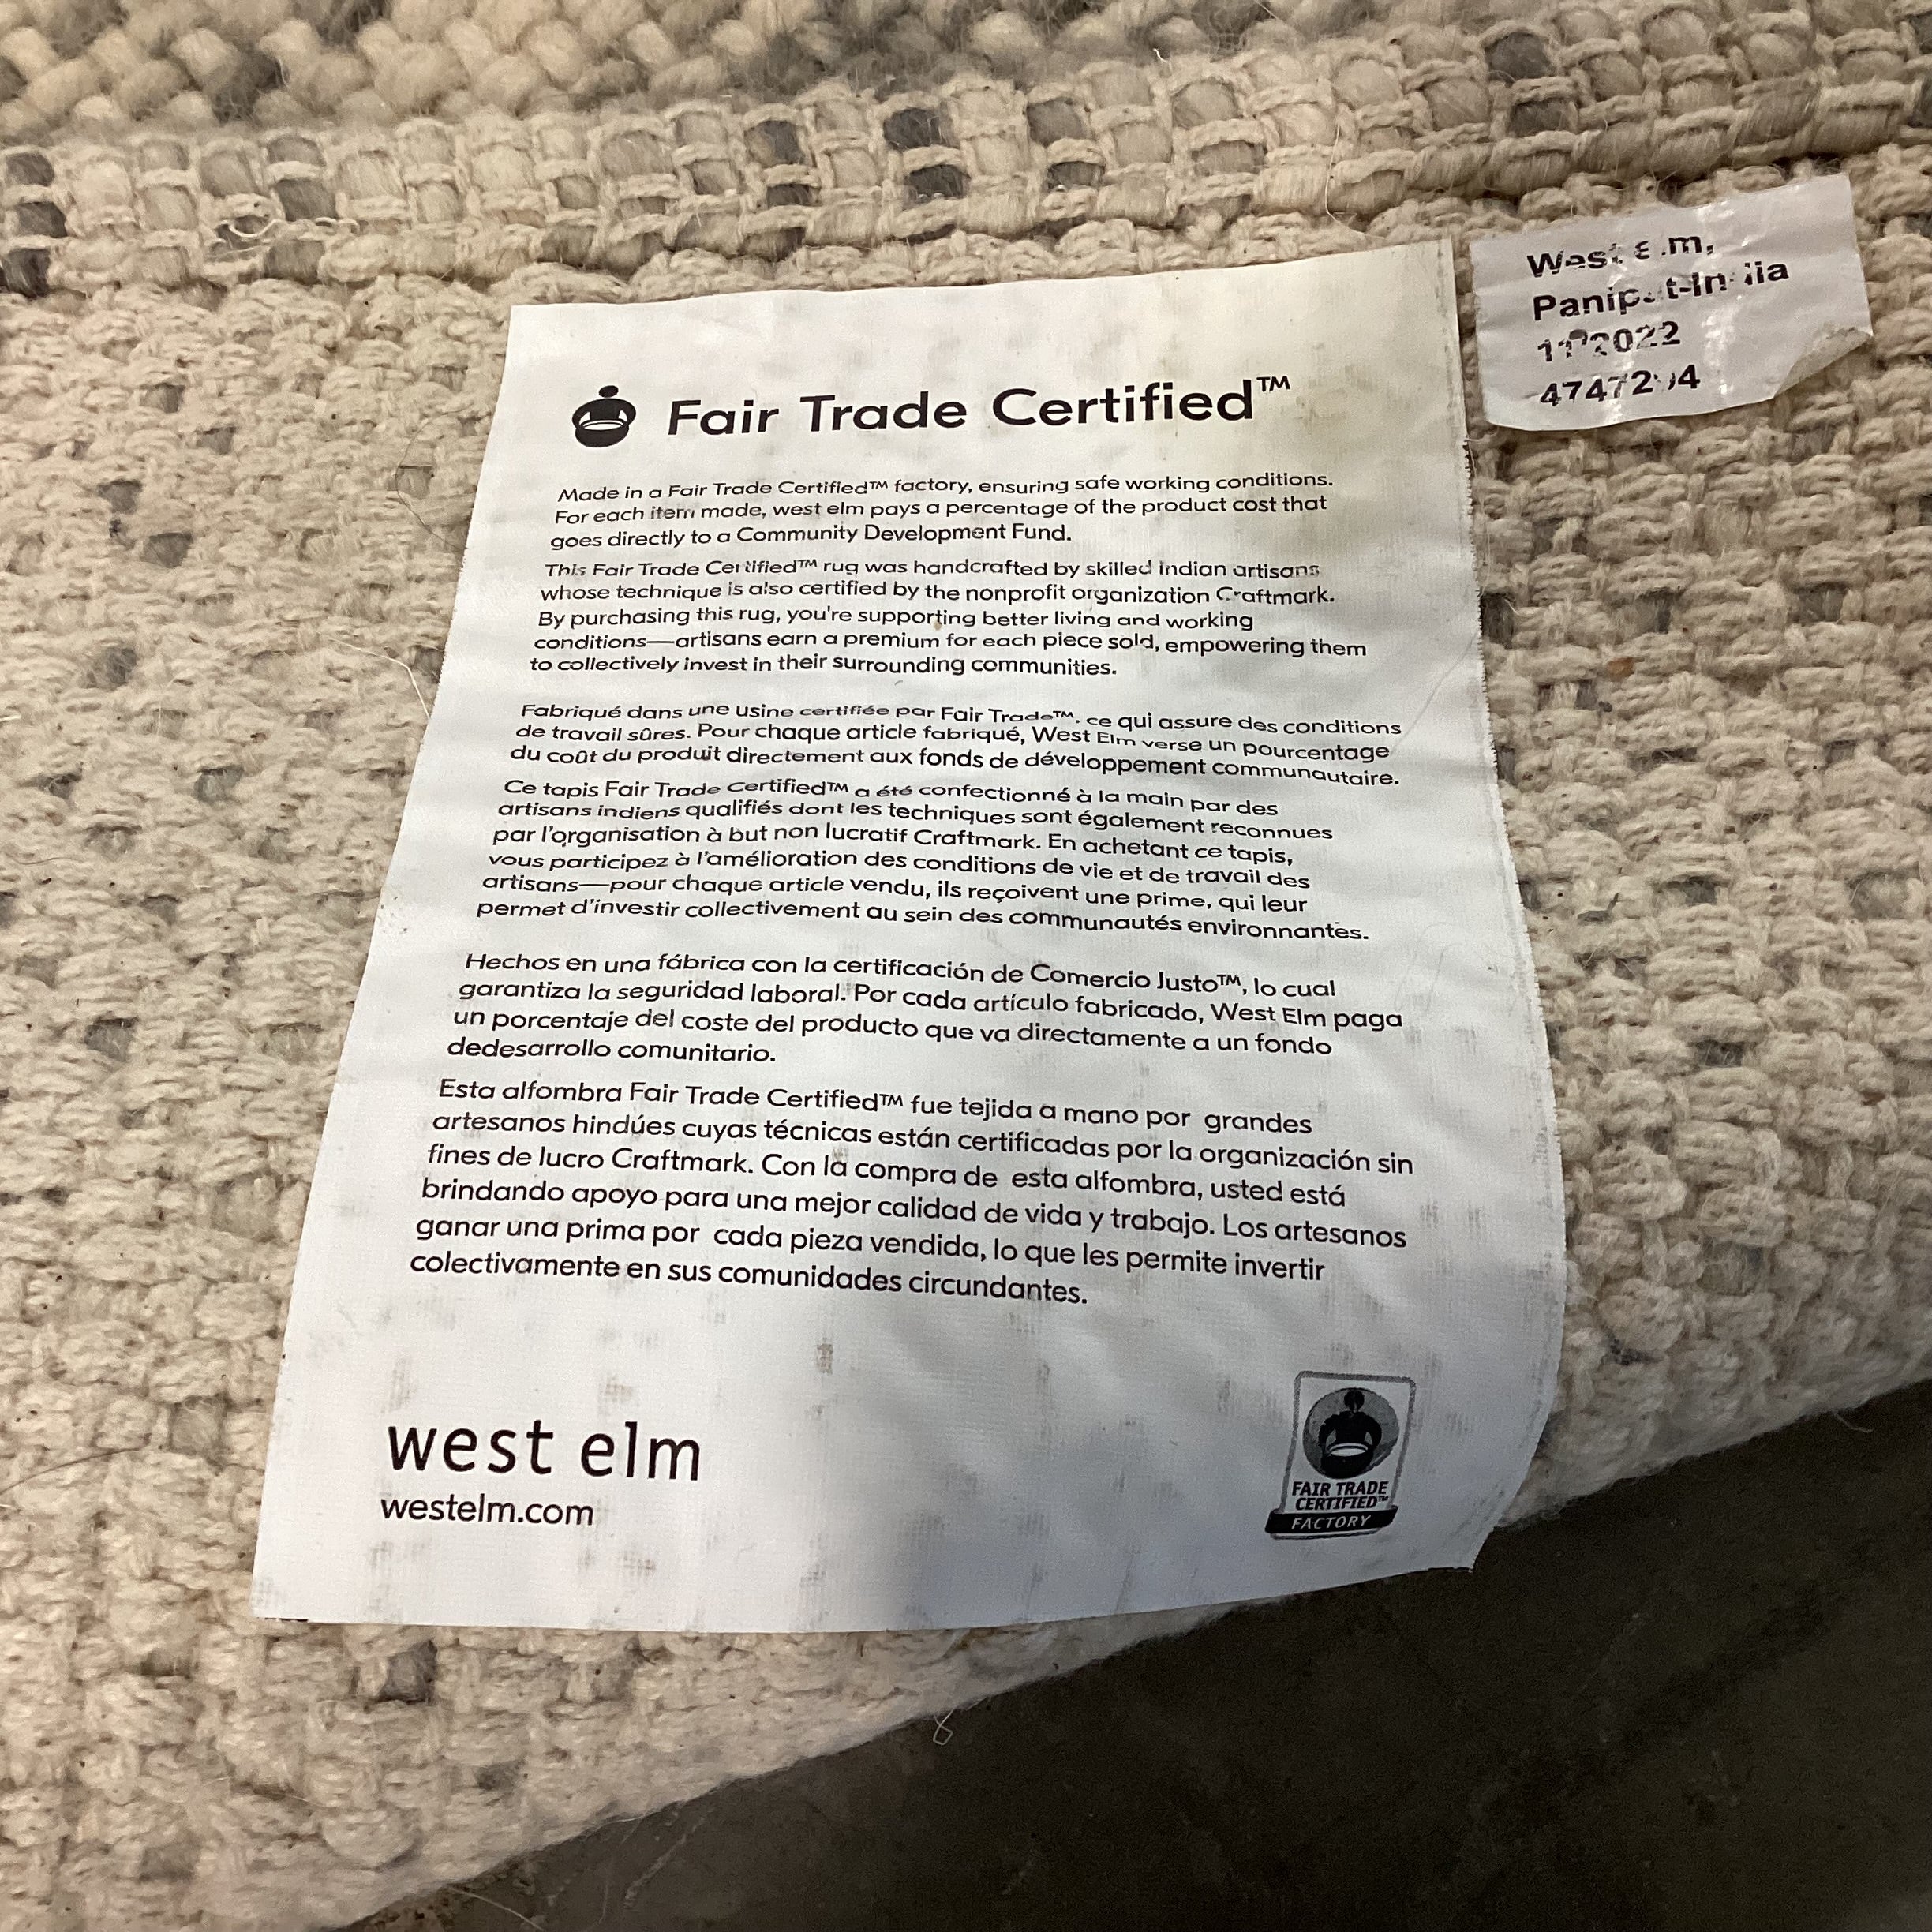 Fair Trade Certified™
Made in a Fair Trade Certified™ factory, ensuring safe working conditions.
For each item made, west elm pays a percentage of the product cost that
goes directly to a Community Development Fund.
This Fair Trade Certified™ rug was handcrafted by skilled Indian artisans
whose technique is also certified by the nonprofit organization Craftmark.
By purchasing this rug, you're supporting better living and working
conditions—artisans earn a premium for each piece sold, empowering them
to collectively invest in their surrounding communities.
Fabriqué dans une usine certifiée par Fair Trade™, ce qui assure des conditions
de travail sûres. Pour chaque article fabriqué, West Elm verse un pourcentage
du coût du produit directement aux fonds de développement communautaire.
Ce tapis Fair Trade Certified™ a été confectionné à la main par des
artisans indiens qualifiés dont les techniques sont également reconnues
par l'organisation à but non lucratif Craftmark. En achetant ce tapis,
vous participez à l'amélioration des conditions de vie et de travail des
artisans—pour chaque article vendu, ils reçoivent une prime, qui leur
permet d'investir collectivement au sein des communautés environnantes.
Hechos en una fábrica con la certificación de Comercio Justo™, lo cual
garantiza la seguridad laboral. Por cada artículo fabricado, West Elm paga
un porcentaje del coste del producto que va directamente a un fondo
dedesarrollo comunitario.
Esta alfombra Fair Trade Certified™ fue tejida a mano por grandes
artesanos hindúes cuyas técnicas están certificadas por la organización sin
fines de lucro Craftmark. Con la compra de esta alfombra, usted está
brindando apoyo para una mejor calidad de vida y trabajo. Los artesanos
ganar una prima por cada pieza vendida, lo que les permite invertir
colectivamente en sus comunidades circundantes.
west elm
westelm.com
FAIR TRADE
CERTIFIED™
FACTORY
West elm,
Panipat-India